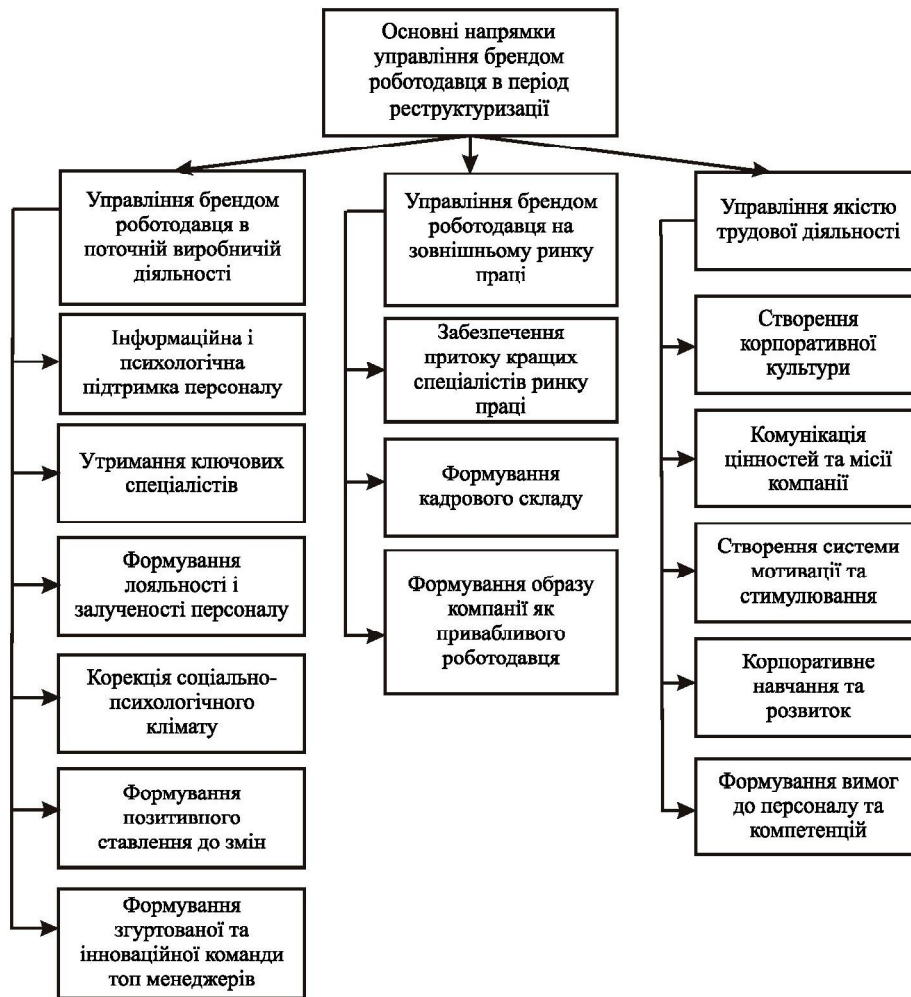 Основні напрямки
управління брендом
роботодавця в період
реструктуризації
Управління брендом
роботодавця в
поточній виробничій
діяльності
Інформаційна і
психологічна
підтримка персоналу
Утримання ключових
спеціалістів
Формування
лояльності і
залученості персоналу
Корекція соціально-
психологічного
клімату
Формування
позитивного
ставлення до змін
Формування
згуртованої та
інноваційної команди
топ менеджерів
Управління брендом
роботодавця на
зовнішньому ринку
праці
Забезпечення
притоку кращих
спеціалістів ринку
праці
Формування
кадрового складу
Формування образу
компанії як
привабливого
роботодавця
Управління якістю
трудової діяльності
Створення
корпоративної
культури
Комунікація
цінностей та місії
компанії
Створення системи
мотивації та
стимулювання
Корпоративне
навчання та
розвиток
Формування вимог
до персоналу та
компетенцій